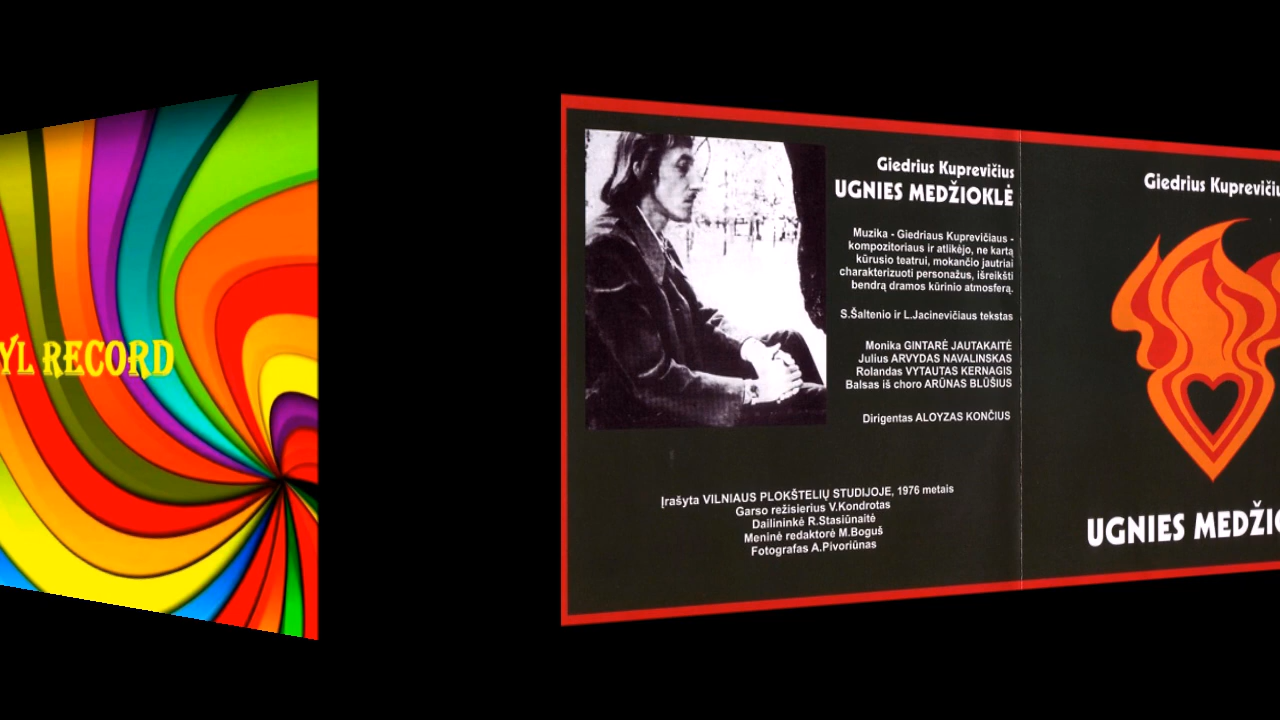 YL RECORD
Giedrius Kuprevičius
UGNIES MEDŽIOKLĖ
Muzika - Giedriaus Kuprevičiaus -
kompozitoriaus ir atlikėjo, ne kartą
kūrusio teatrui, mokančio jautriai
charakterizuoti personažus, išreikšti
bendrą dramos kūrinio atmosferą.
S.Šaltenio ir L.Jacinevičiaus tekstas
Monika GINTARĖ JAUTAKAITĖ
Julius ARVYDAS NAVALINSKAS
Rolandas VYTAUTAS KERNAGIS
Balsas iš choro ARŪNAS BLŪŠIUS
Dirigentas ALOYZAS KONČIUS
Įrašyta VILNIAUS PLOKŠTELIŲ STUDIJOJE, 1976 metais
Garso režisierius V.Kondrotas
Dailininkė R.Stasiūnaitė
Meninė redaktorė M.Boguš
Fotografas A.Pivoriūnas
Giedrius Kuprevičiu
UGNIES MEDŽIO